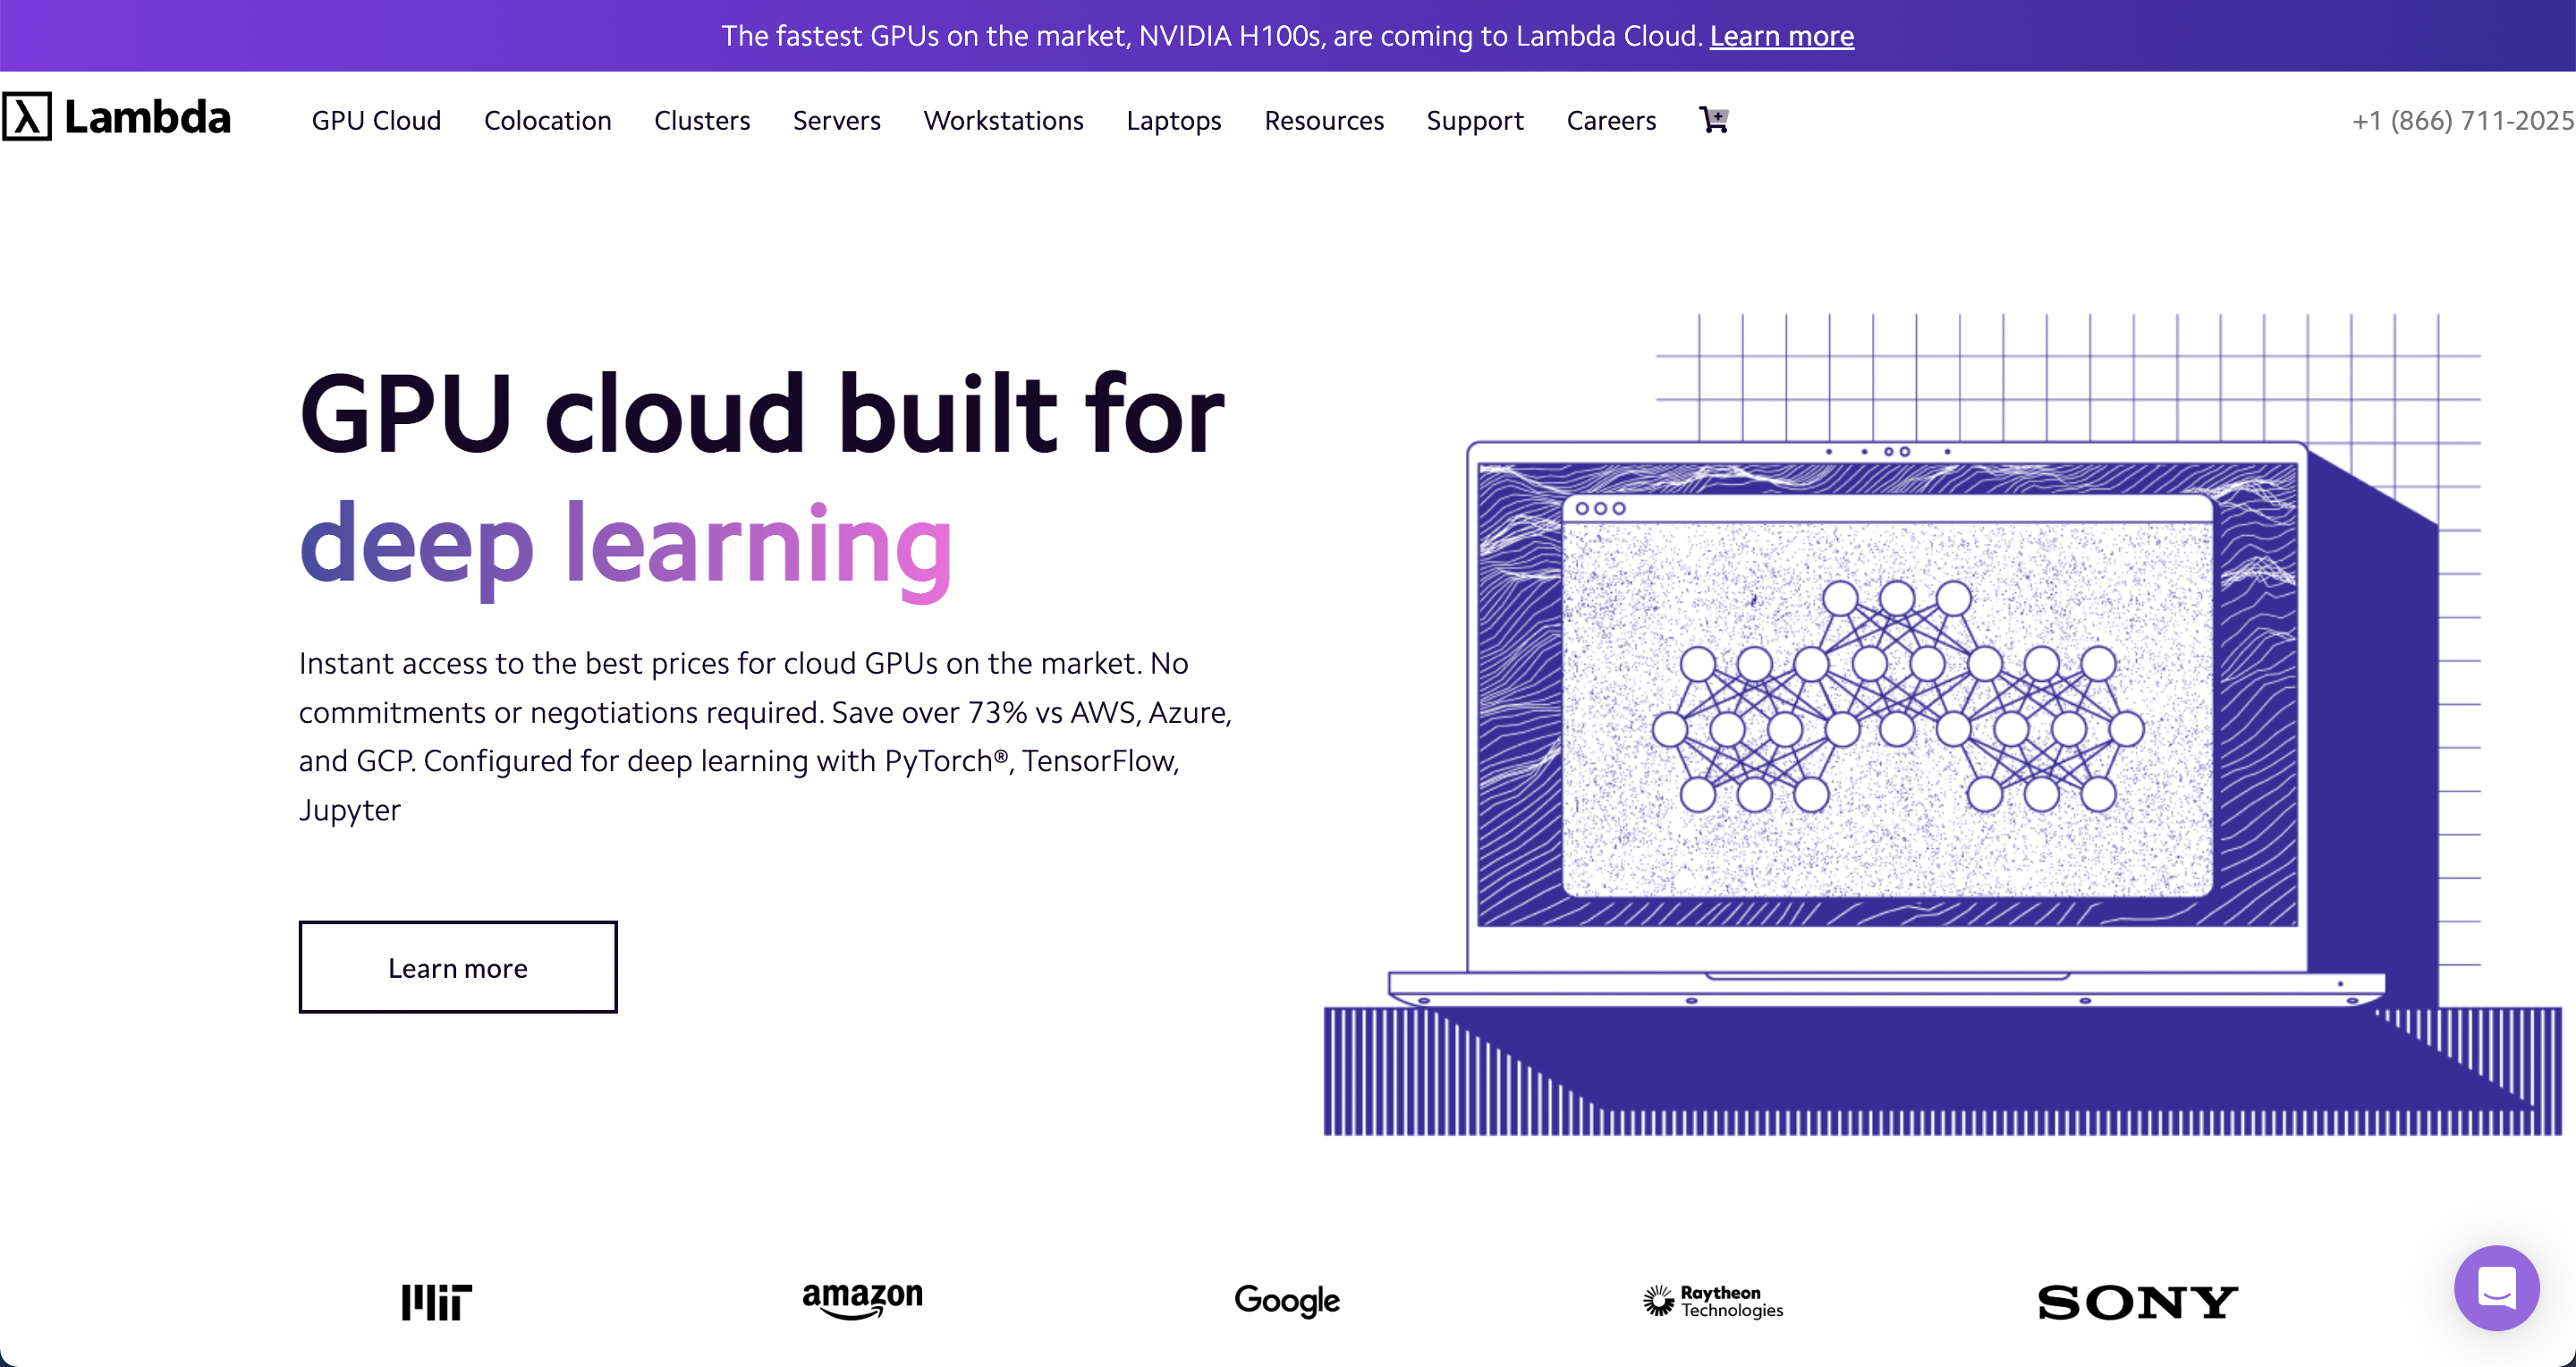 The fastest GPUs on the market, NVIDIA H100s, are coming to Lambda Cloud. Learn more
λ Lambda
GPU Cloud Colocation Clusters Servers Workstations Laptops Resources Support Careers
+1 (866) 711-2025
GPU cloud built for
deep learning
Instant access to the best prices for cloud GPUs on the market. No
commitments or negotiations required. Save over 73% vs AWS, Azure,
and GCP. Configured for deep learning with PyTorch®, TensorFlow,
Jupyter
Learn more
MIT
amazon
Google
Raytheon
Technologies
SONY